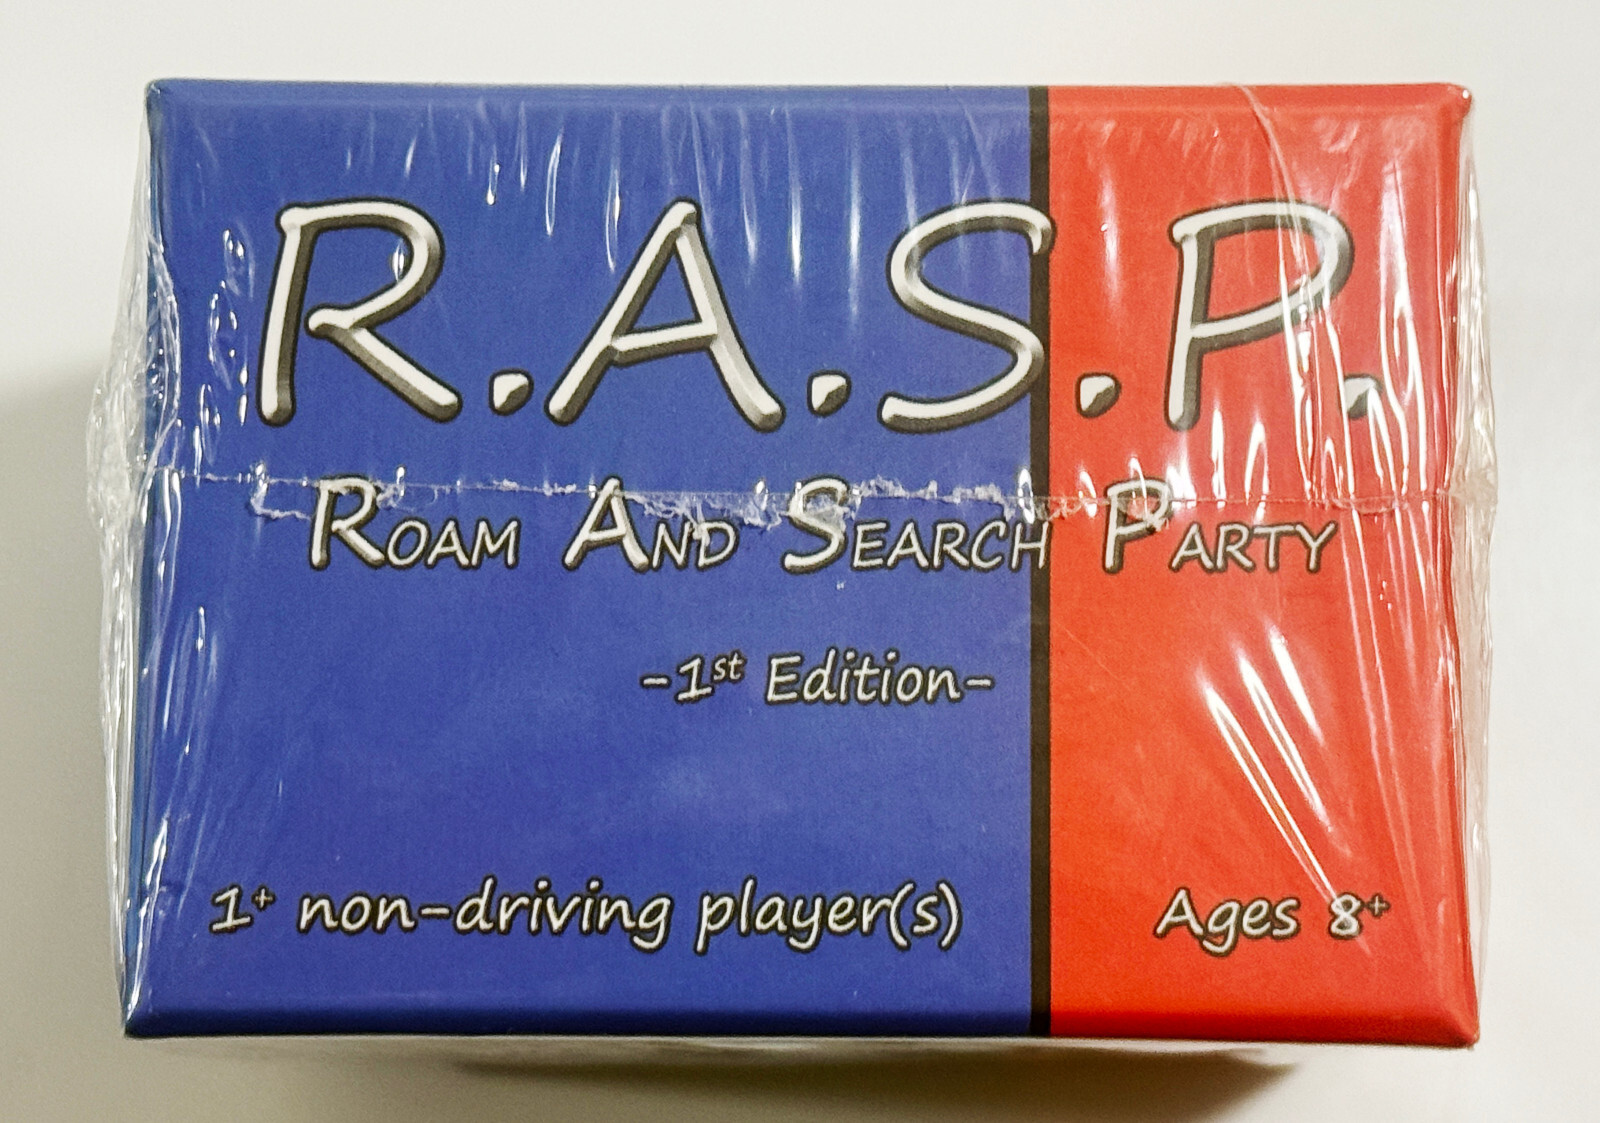 R.A.S.P.
Roam And Search Party
-1st Edition-
1+ non-driving player(s)
Ages 8+